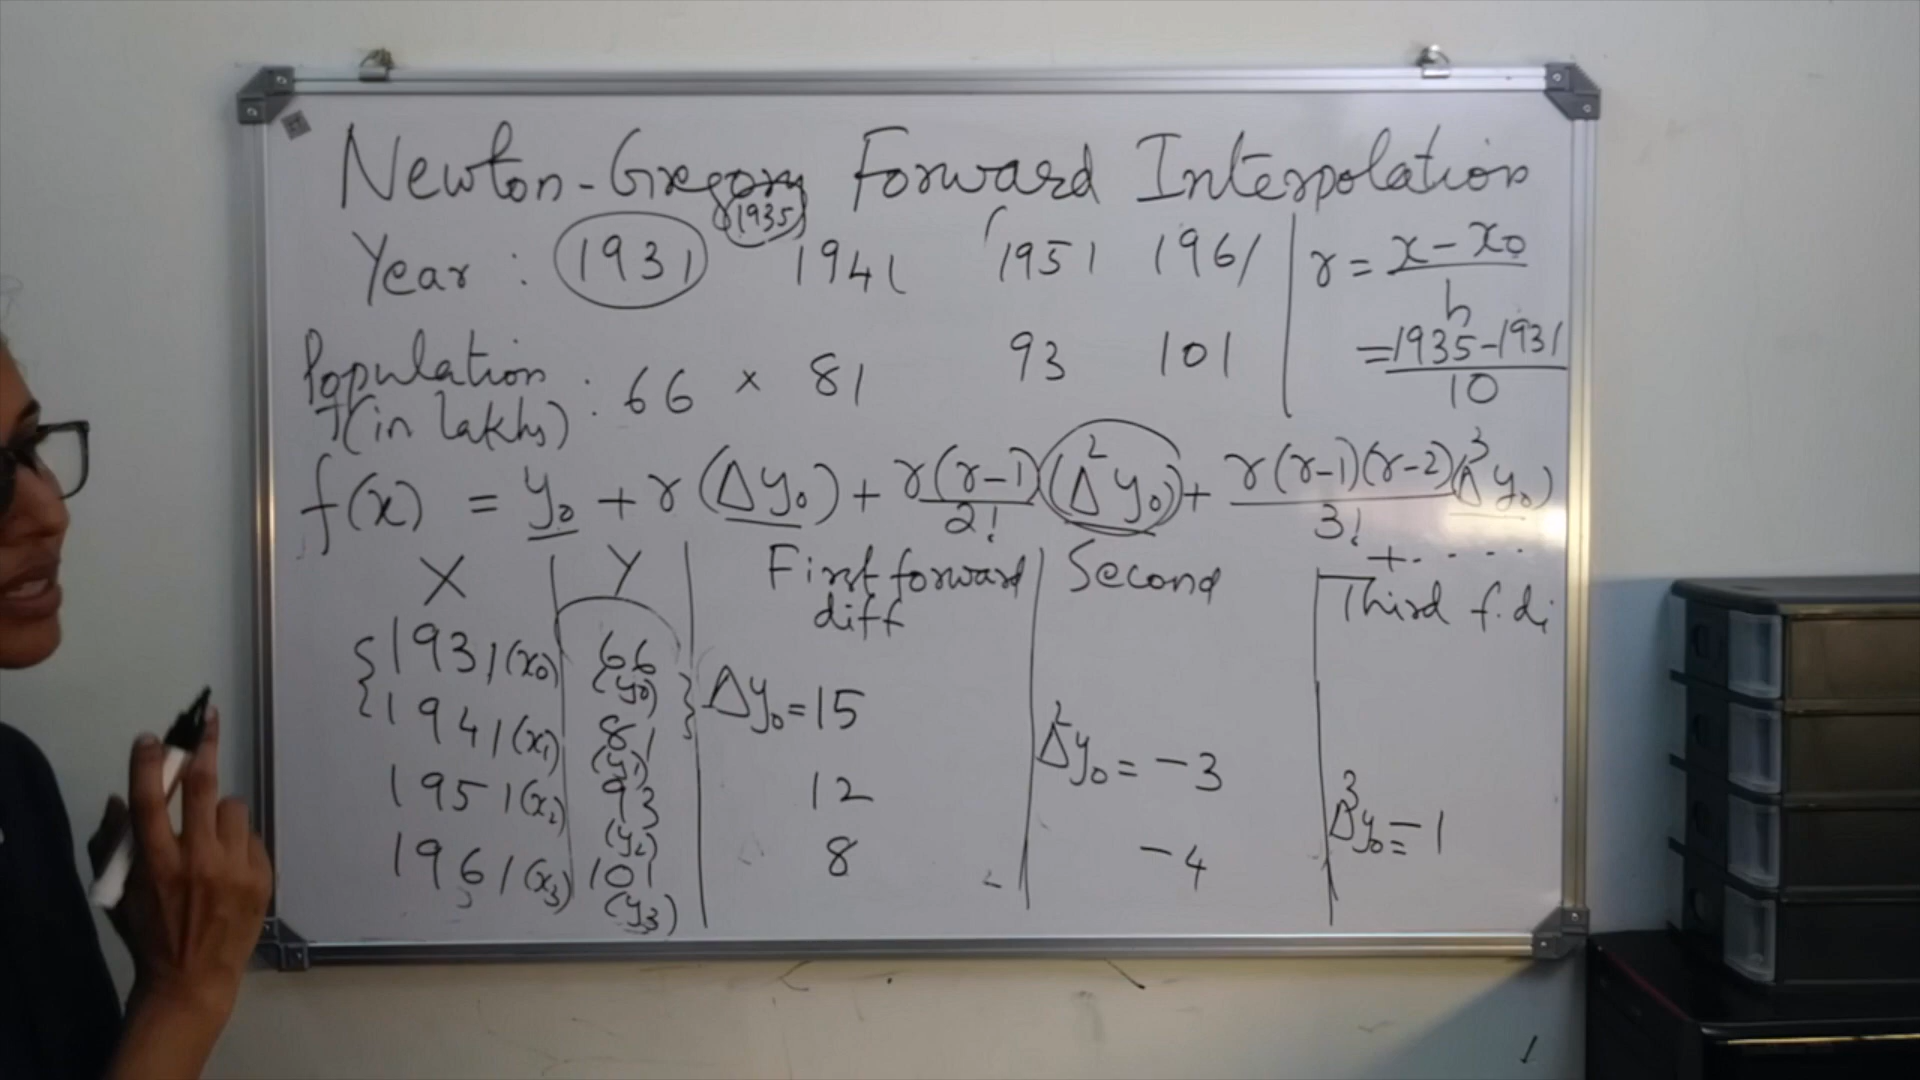 Newton-Gregory Forward Interpolation
1935
Year : 1931 1941 1951 1961
r = x - x₀ / h
= 1935-1931 / 10
Population (in lakhs) : 66 × 81 93 101
f(x) = y₀ + r (Δy₀) + r(r-1)/2! (Δ²y₀) + r(r-1)(r-2)/3! (Δ³y₀) + .....
X Y First forward diff Second Third f.di
1931 (x₀) 66 (y₀)
Δy₀ = 15
1941 (x₁) 81 (y₁)
Δ²y₀ = -3
1951 (x₂) 93 (y₂) 12
Δ³y₀ = -1
1961 (x₃) 101 (y₃) 8 -4